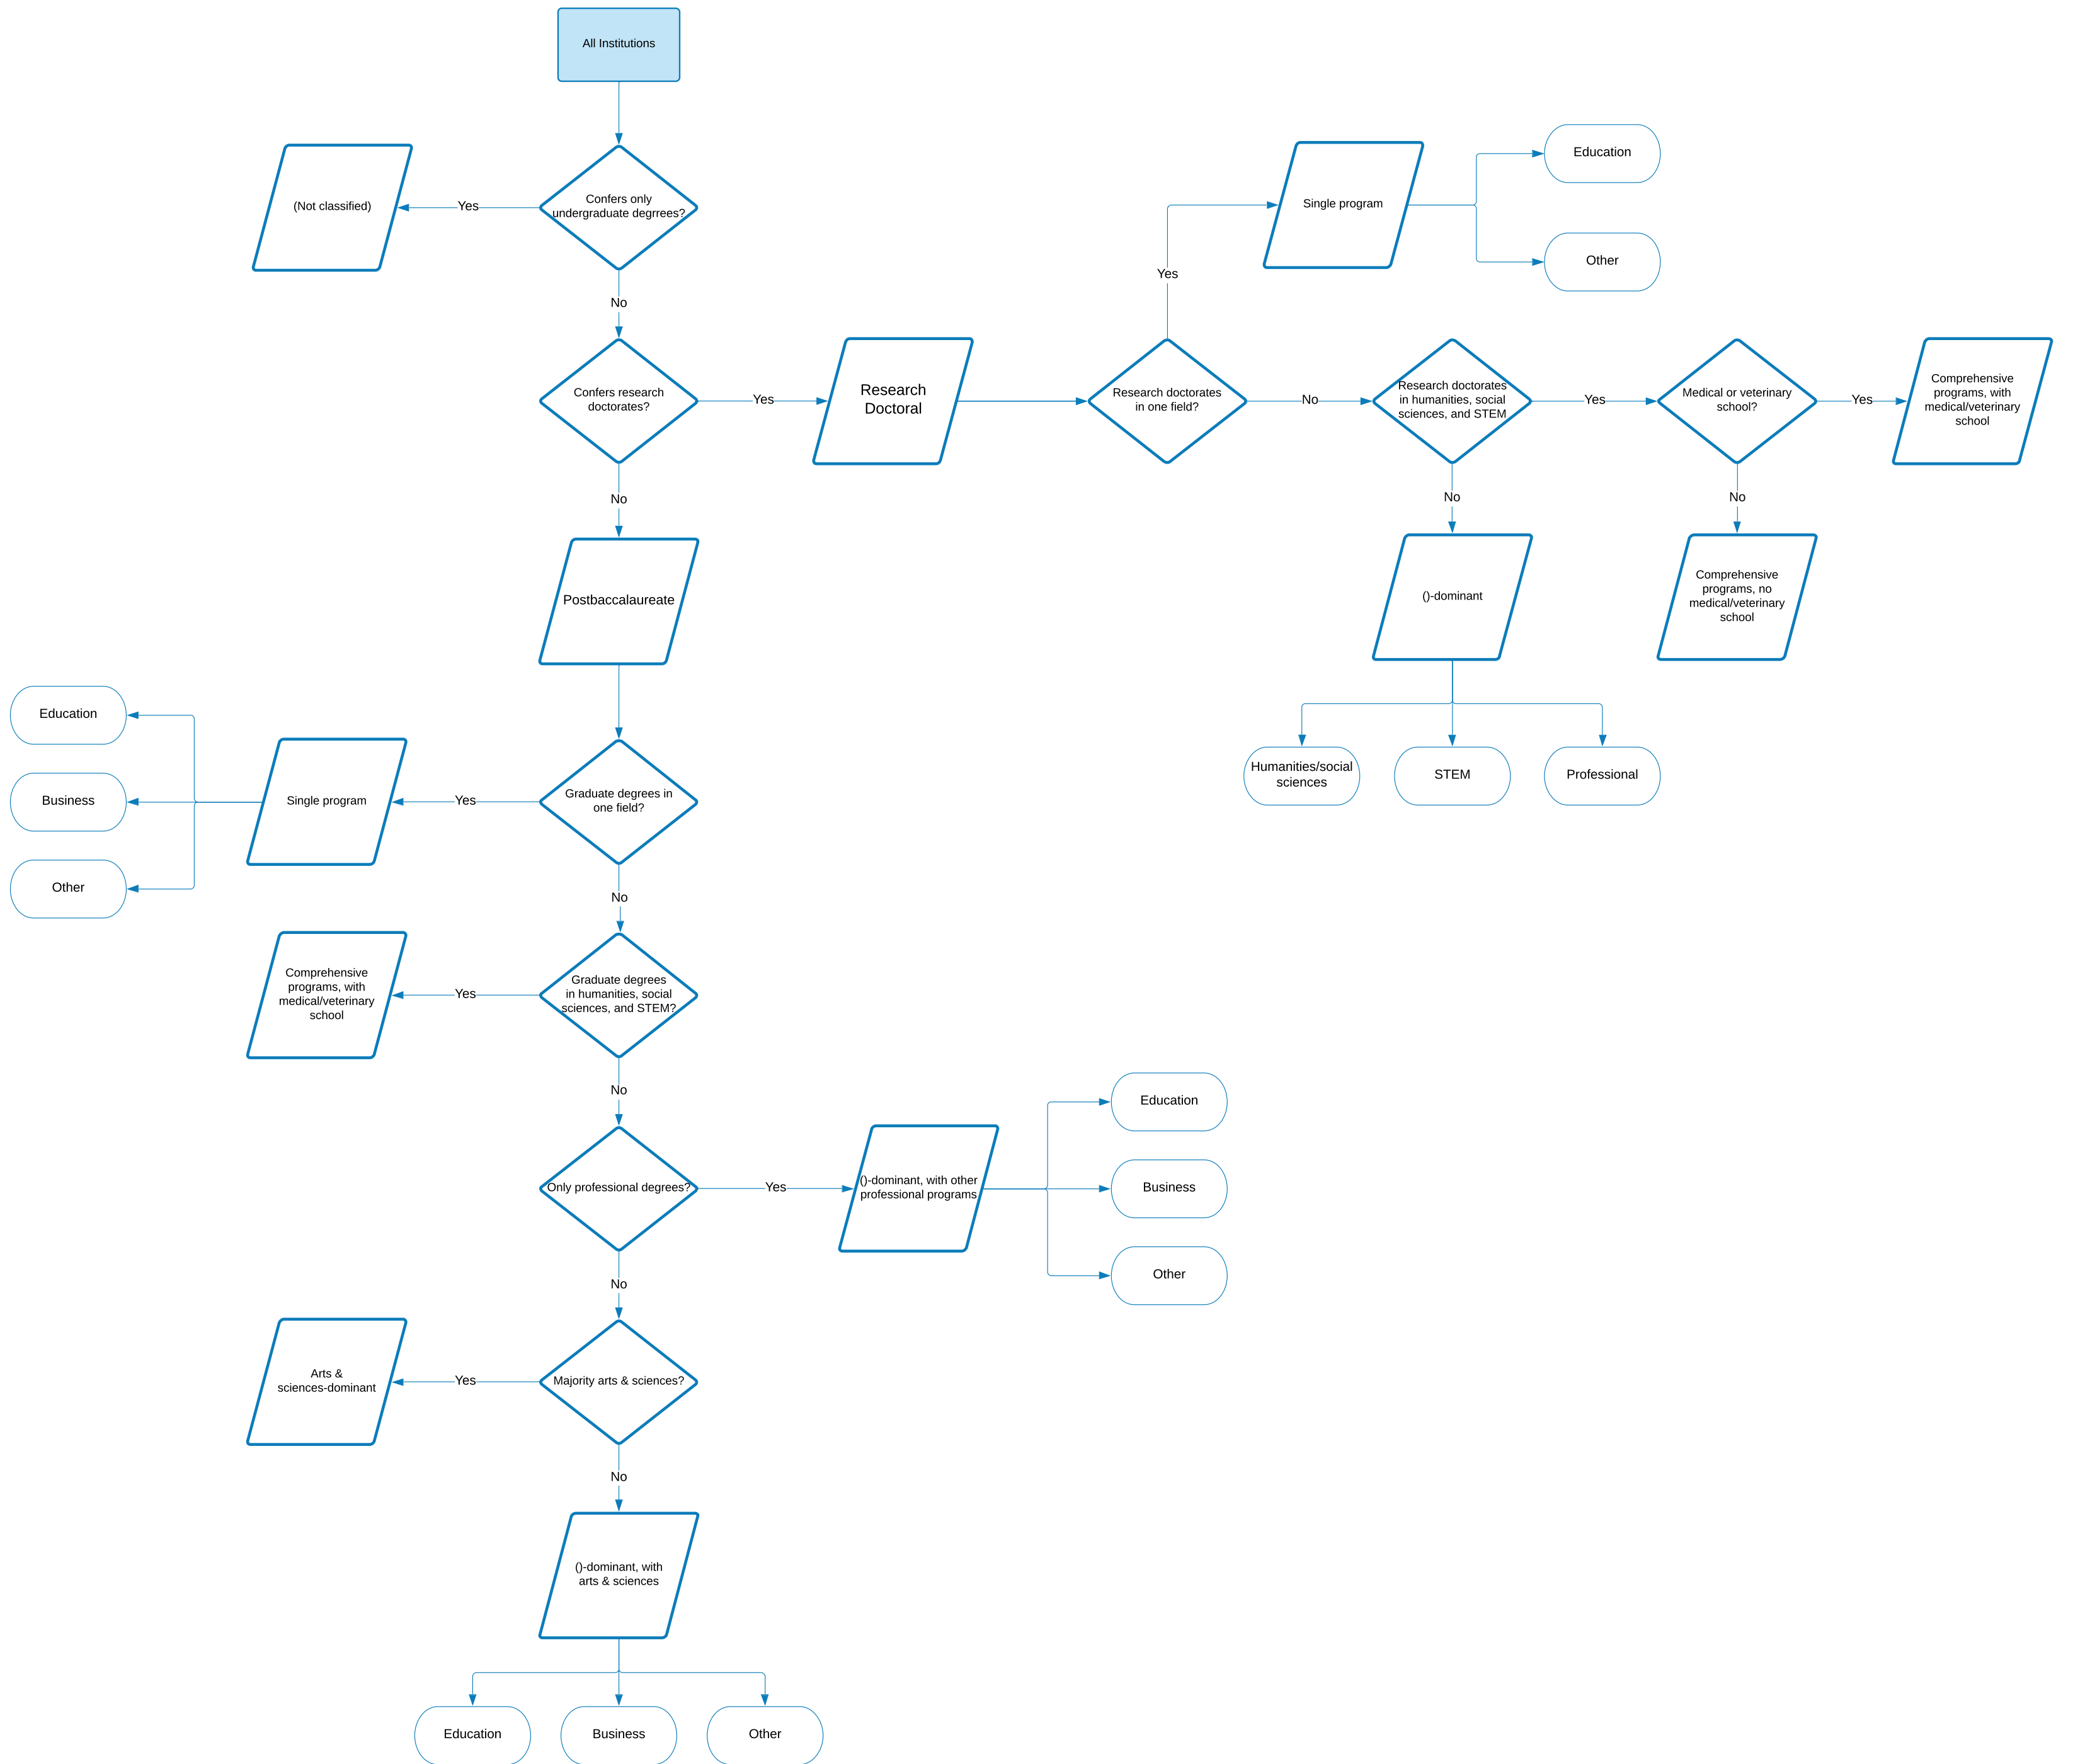 All Institutions
Confers only
undergraduate degrrees?
Yes
(Not classified)
No
Confers research
doctorates?
Yes
Research
Doctoral
Research doctorates
in one field?
Yes
Single program
Education
Other
No
Research doctorates
in humanities, social
sciences, and STEM
Yes
Medical or veterinary
school?
Yes
Comprehensive
programs, with
medical/veterinary
school
No
Comprehensive
programs, no
medical/veterinary
school
No
()-dominant
Humanities/social
sciences
STEM
Professional
No
Postbaccalaureate
Graduate degrees in
one field?
Yes
Single program
Education
Business
Other
No
Graduate degrees
in humanities, social
sciences, and STEM?
Yes
Comprehensive
programs, with
medical/veterinary
school
No
Only professional degrees?
Yes
()-dominant, with other
professional programs
Education
Business
Other
No
Majority arts & sciences?
Yes
Arts &
sciences-dominant
No
()-dominant, with
arts & sciences
Education
Business
Other